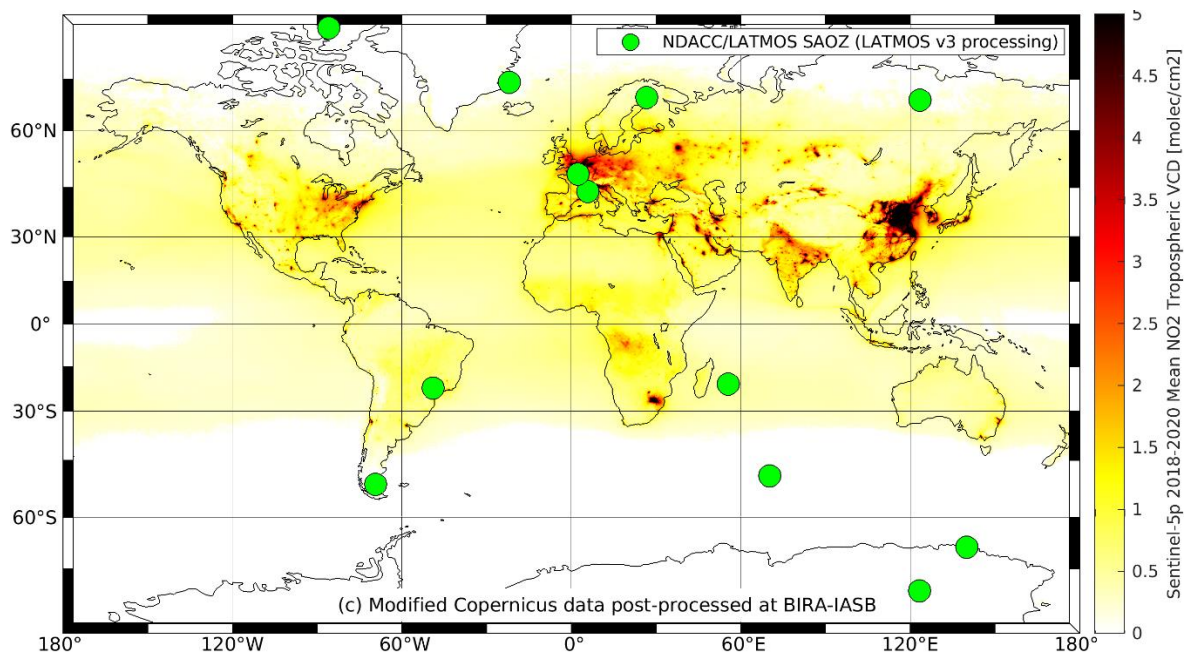 NDACC/LATMOS SAOZ (LATMOS v3 processing)
60°N
30°N
0°
30°S
60°S
(c) Modified Copernicus data post-processed at BIRA-IASB
180°
120°W
60°W
0°
60°E
120°E
180°
5
4.5
4
3.5
3
2.5
2
1.5
1
0.5
0
Sentinel-5p 2018-2020 Mean NO2 Tropospheric VCD [molec/cm2]